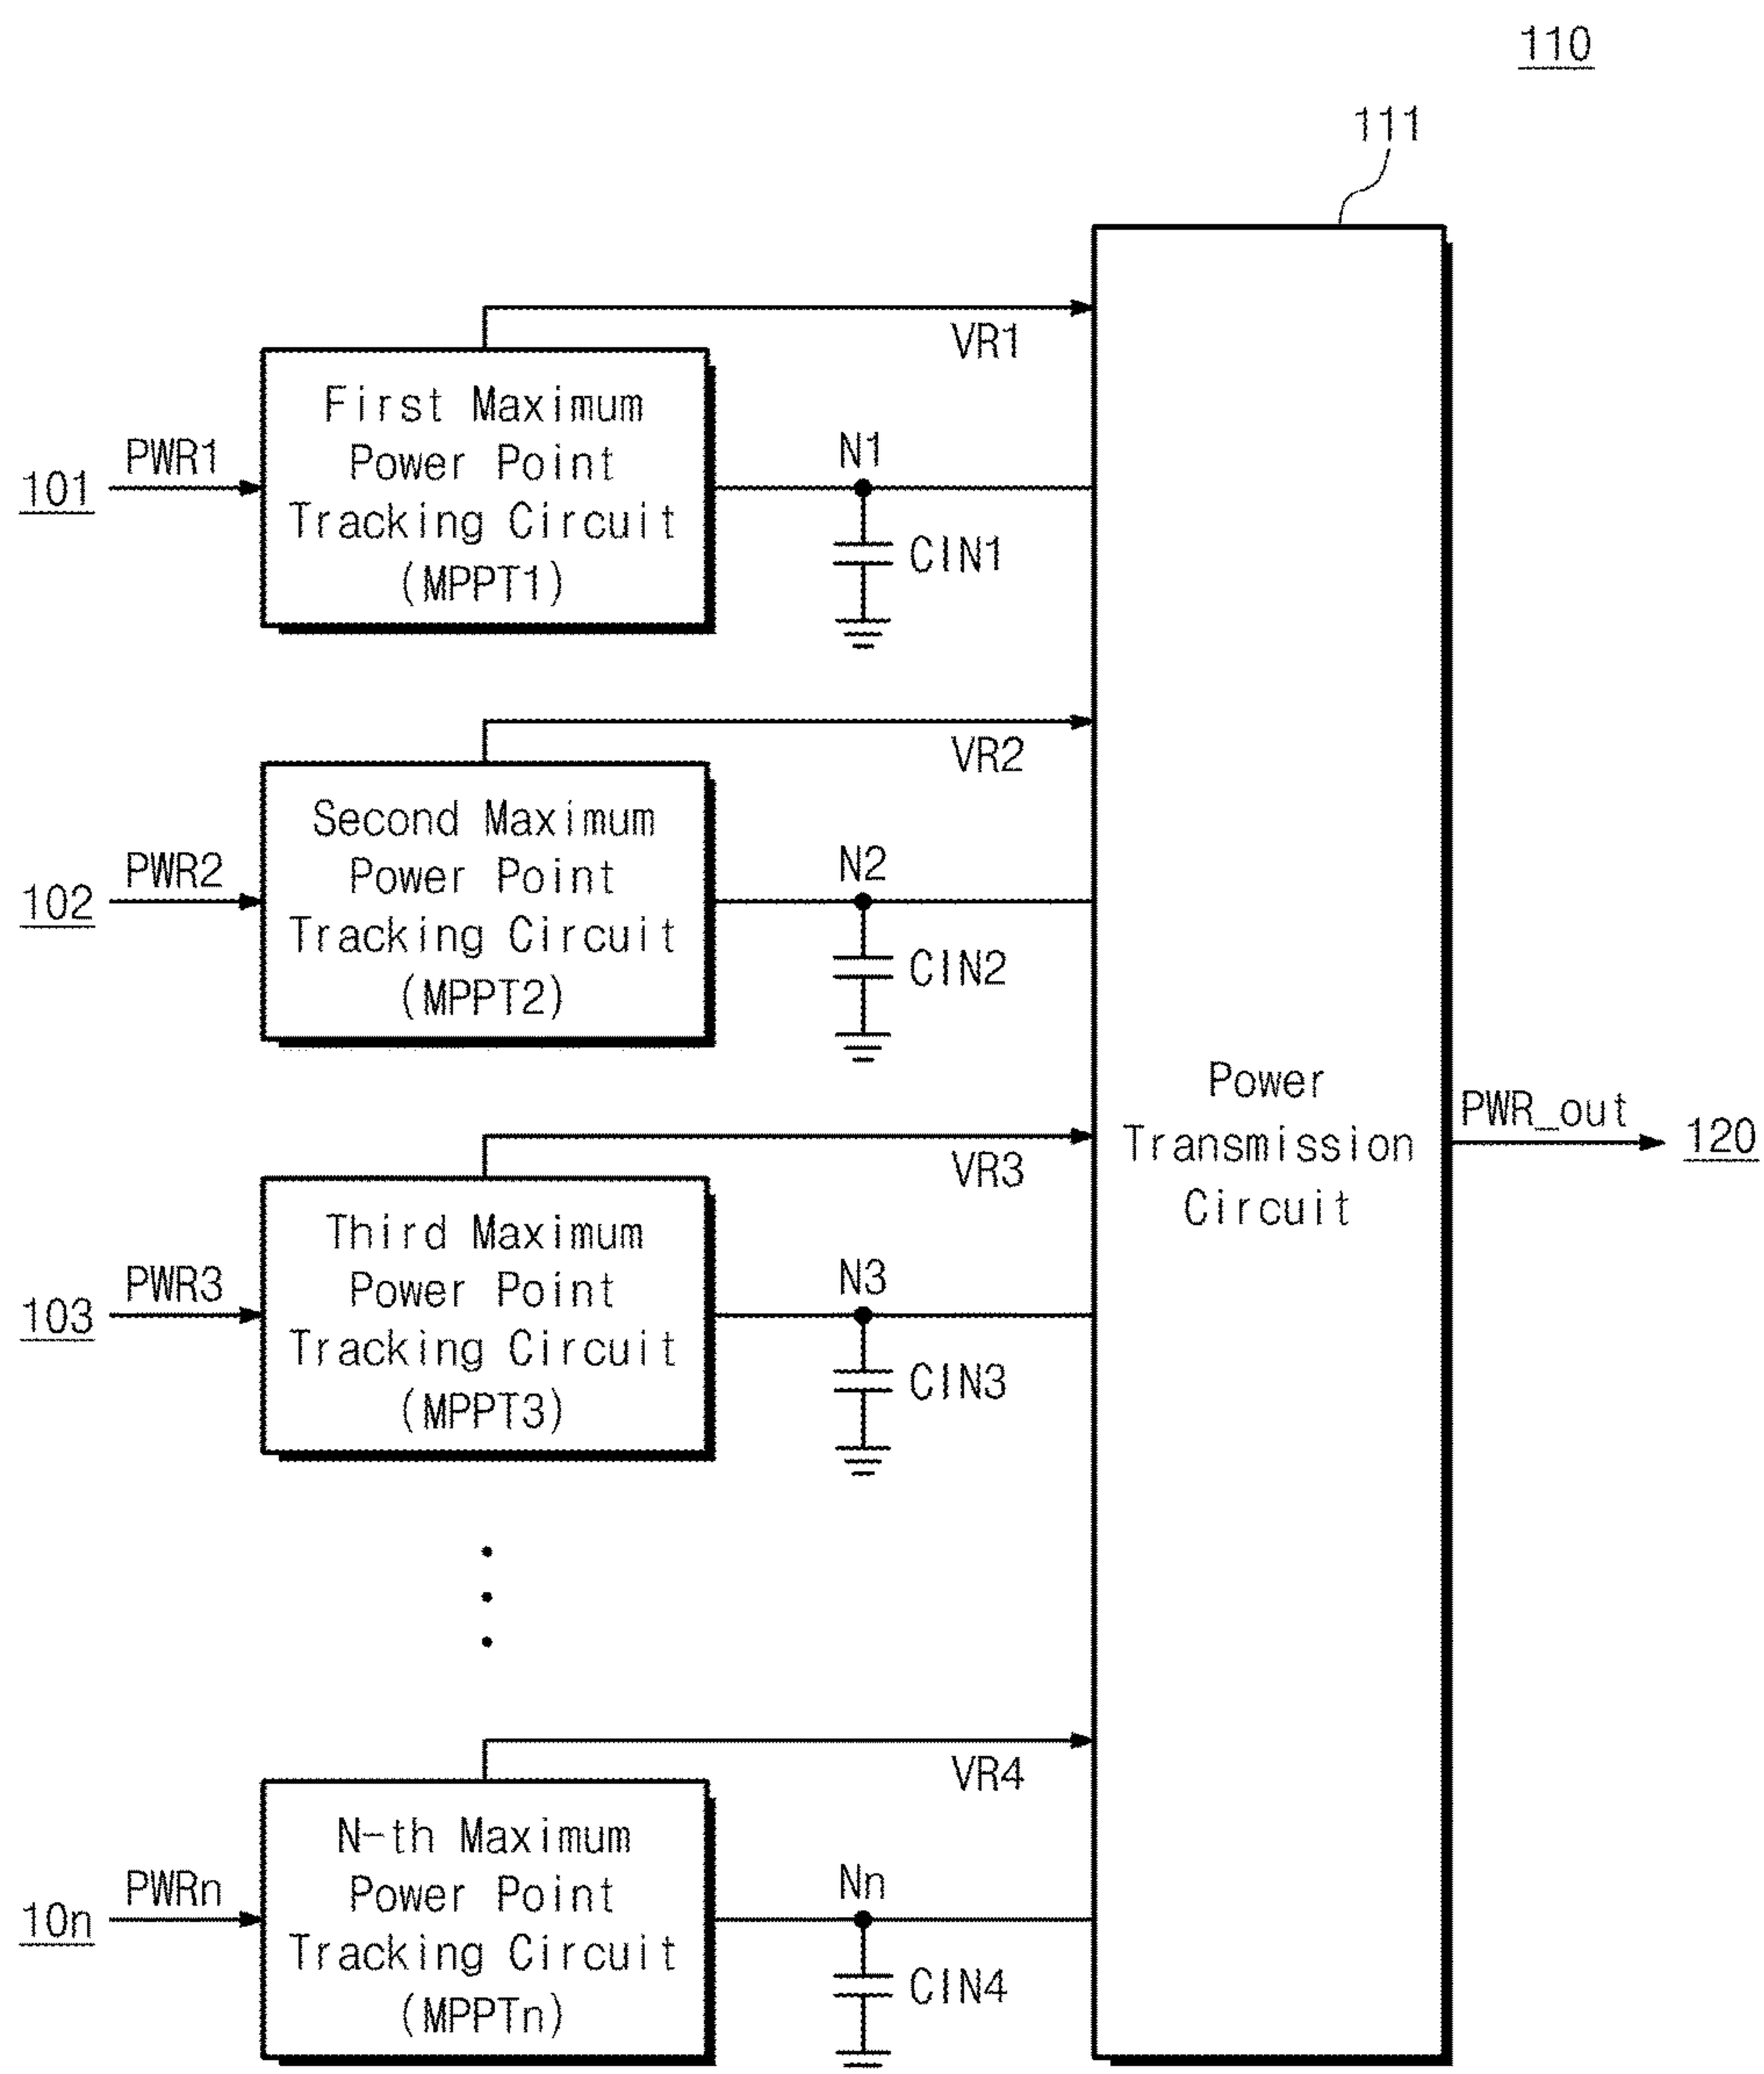 110
111
VR1
First Maximum
Power Point
Tracking Circuit
(MPPT1)
101
PWR1
N1
CIN1
VR2
Second Maximum
Power Point
Tracking Circuit
(MPPT2)
102
PWR2
N2
CIN2
Power
Transmission
Circuit
PWR_out
120
VR3
Third Maximum
Power Point
Tracking Circuit
(MPPT3)
103
PWR3
N3
CIN3
VR4
N-th Maximum
Power Point
Tracking Circuit
(MPPTn)
10n
PWRn
Nn
CIN4